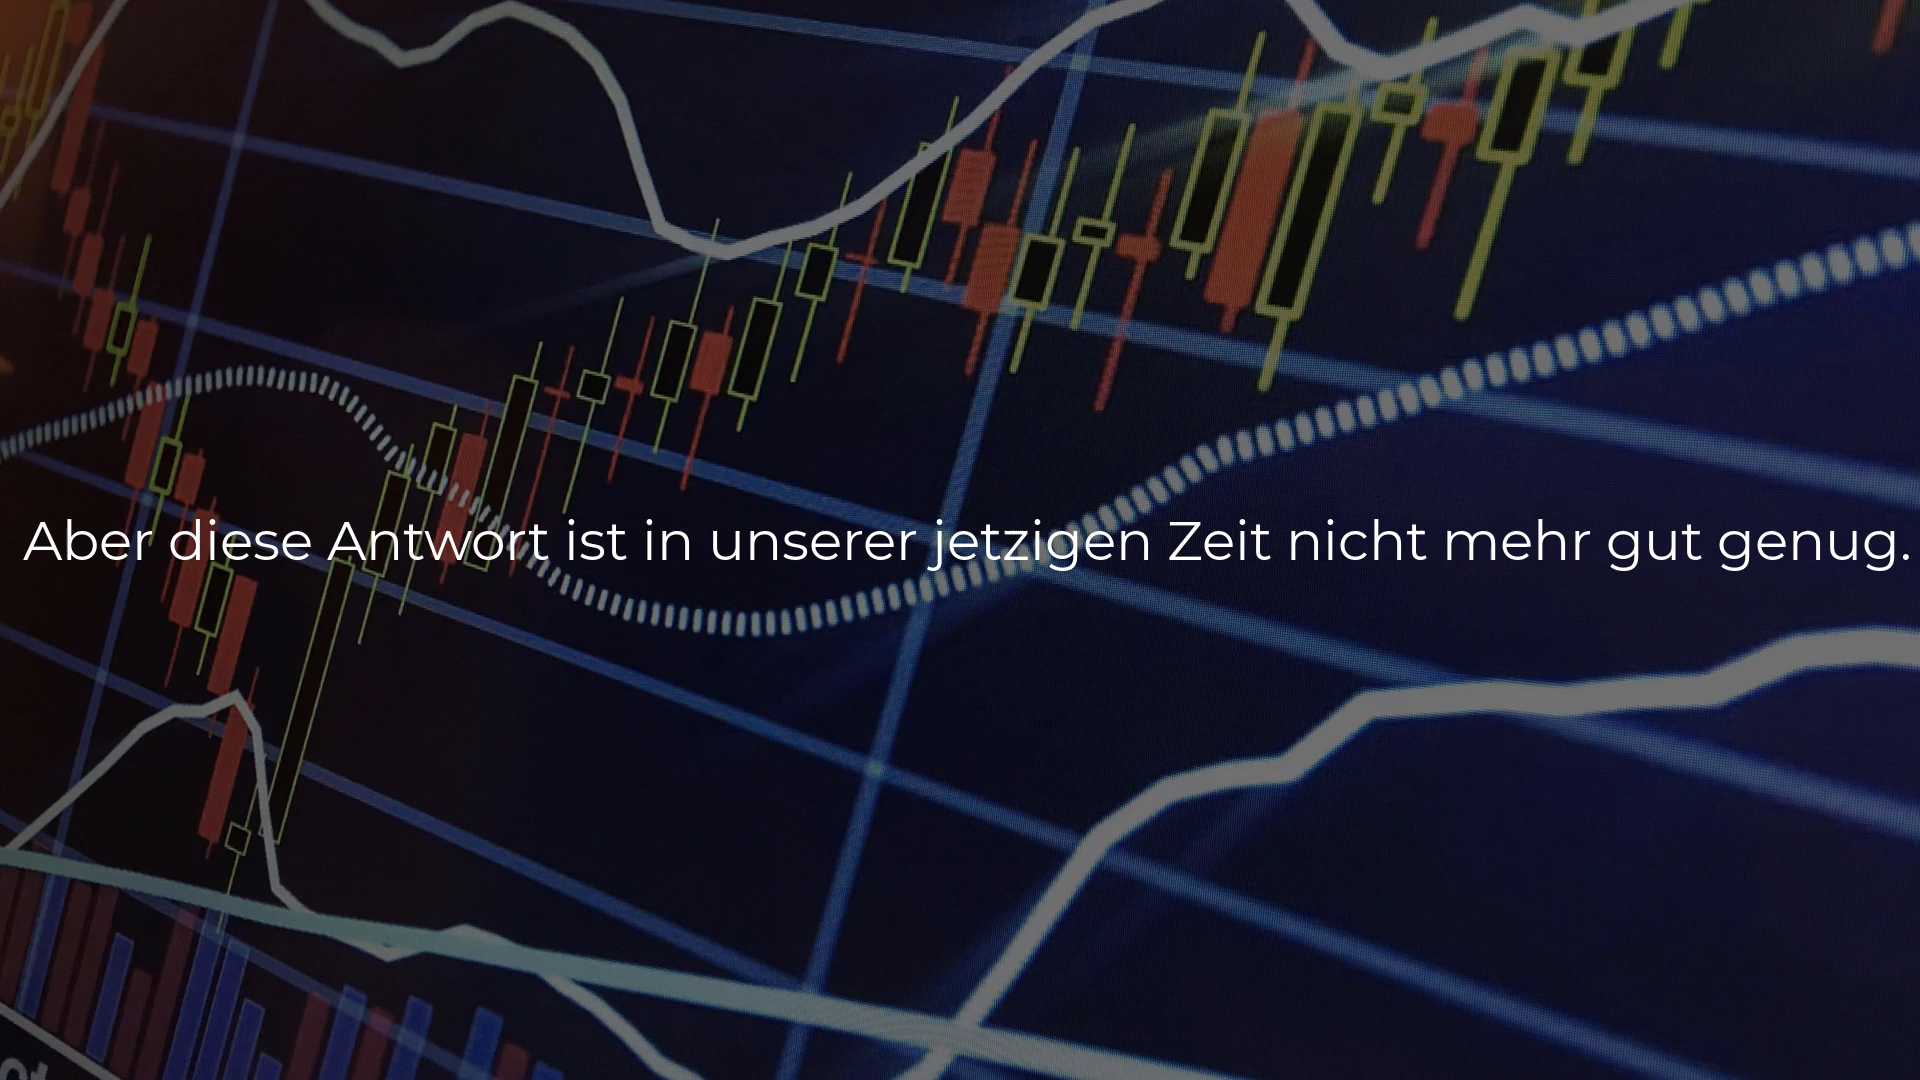 Aber diese Antwort ist in unserer jetzigen Zeit nicht mehr gut genug.